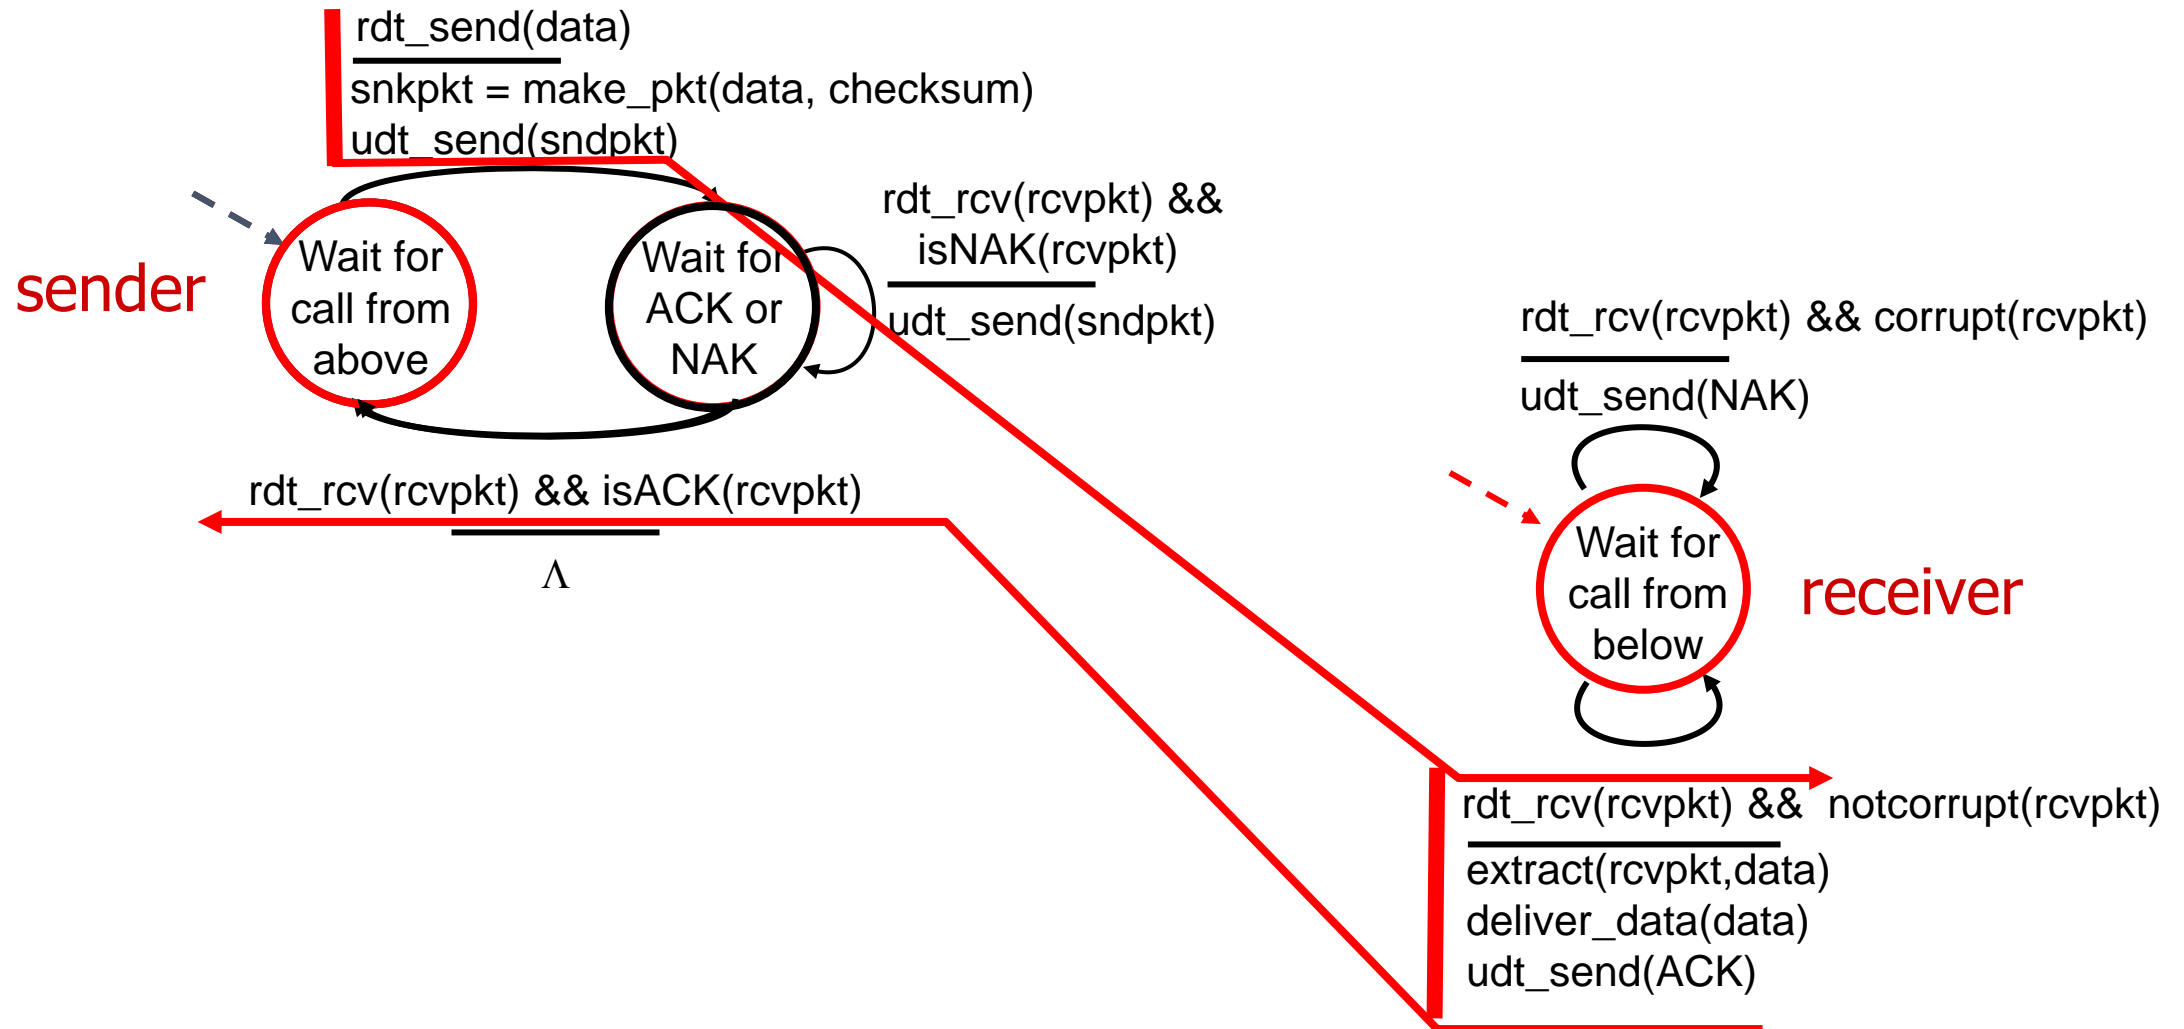 rdt_send(data)
snkpkt = make_pkt(data, checksum)
udt_send(sndpkt)
sender
Wait for
call from
above
Wait for
ACK or
NAK
rdt_rcv(rcvpkt) &&
isNAK(rcvpkt)
udt_send(sndpkt)
rdt_rcv(rcvpkt) && isACK(rcvpkt)
Λ
rdt_rcv(rcvpkt) && corrupt(rcvpkt)
udt_send(NAK)
Wait for
call from
below
receiver
rdt_rcv(rcvpkt) && notcorrupt(rcvpkt)
extract(rcvpkt,data)
deliver_data(data)
udt_send(ACK)